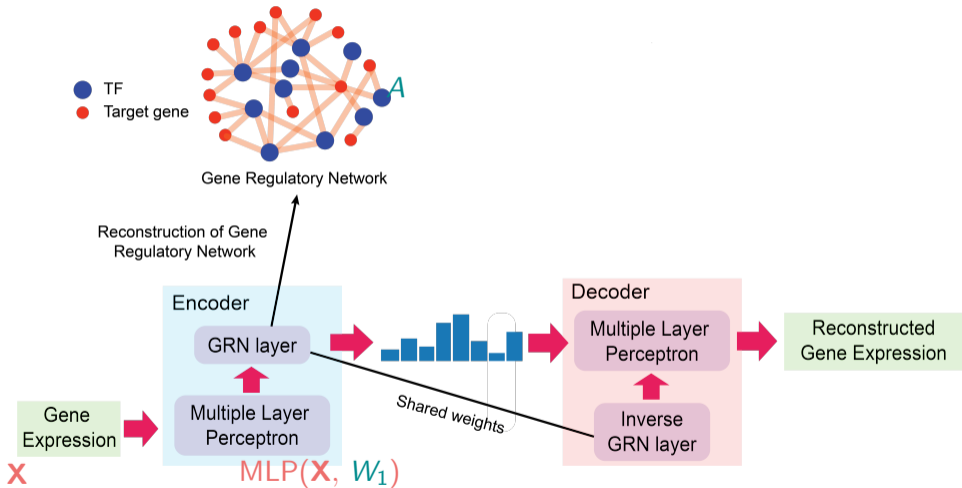 TF
Target gene
A
Gene Regulatory Network
Reconstruction of Gene
Regulatory Network
Encoder
GRN layer
Multiple Layer
Perceptron
Gene
Expression
X
MLP(X, W₁)
Shared weights
Decoder
Multiple Layer
Perceptron
Inverse
GRN layer
Reconstructed
Gene Expression